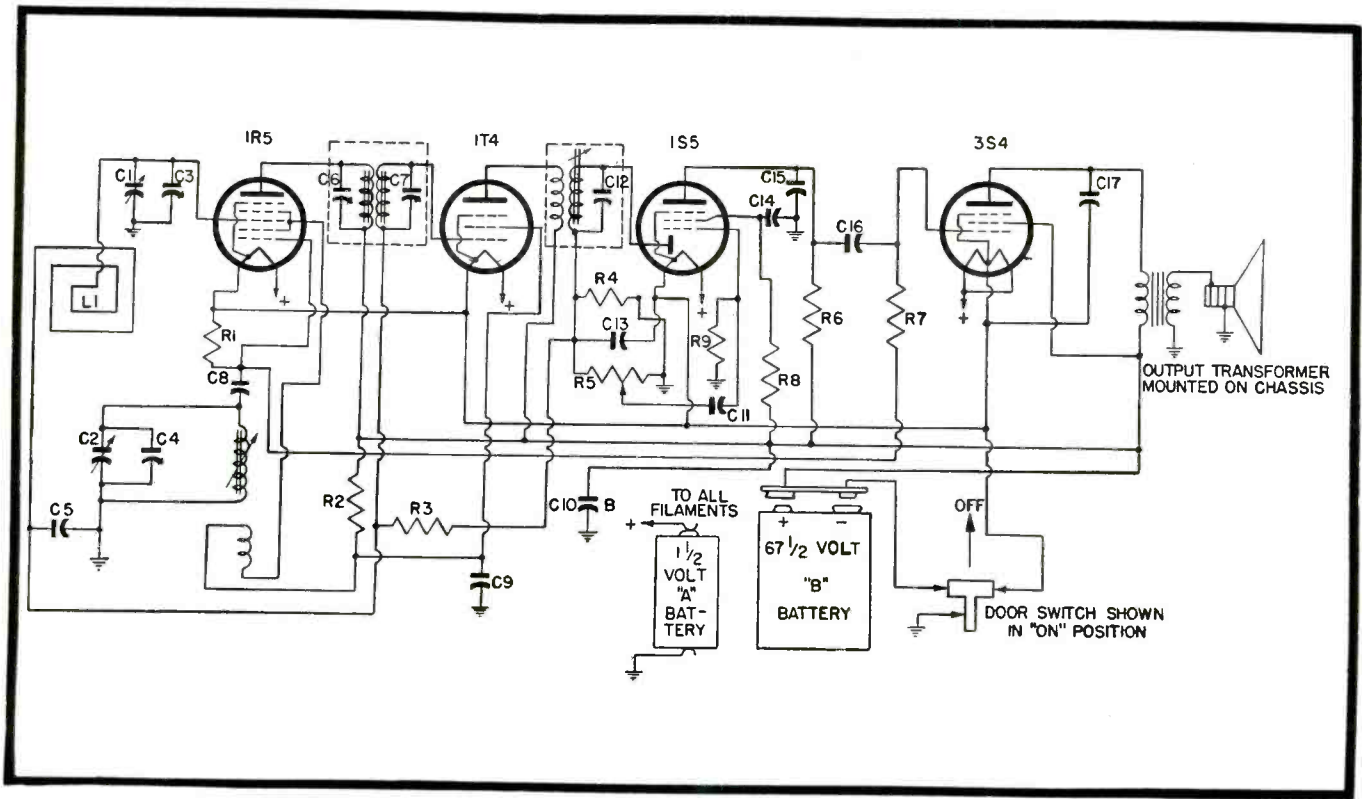 1R5
1T4
1S5
3S4
C1
C3
C6
C7
C12
C15
C14
C17
C16
L1
+
+
+
+
-
R1
R4
C13
R5
R9
R6
R7
R8
C8
C11
C2
C4
R2
R3
C5
C9
C10
B
OUTPUT TRANSFORMER
MOUNTED ON CHASSIS
TO ALL
FILAMENTS
+
1 1/2
VOLT
"A"
BAT-
TERY
+ -
67 1/2 VOLT
"B"
BATTERY
OFF
DOOR SWITCH SHOWN
IN "ON" POSITION